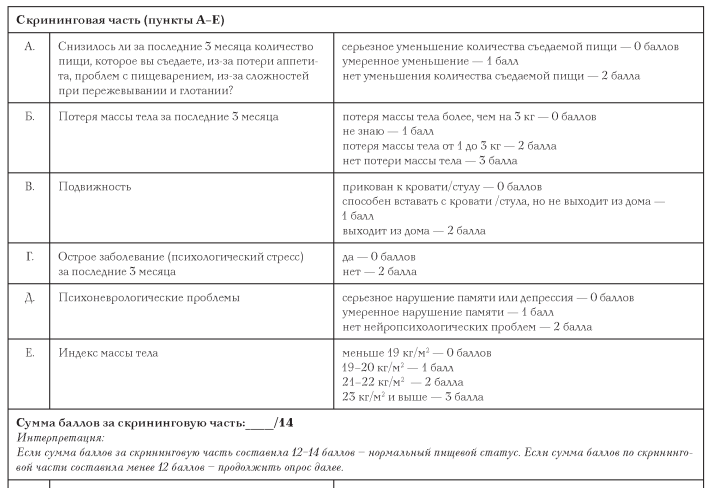 Скрининговая часть (пункты А–Е)
А.
Снизилось ли за последние 3 месяца количество
пищи, которое вы съедаете, из-за потери аппети-
та, проблем с пищеварением, из-за сложностей
при пережевывании и глотании?
серьезное уменьшение количества съедаемой пищи — 0 баллов
умеренное уменьшение — 1 балл
нет уменьшения количества съедаемой пищи — 2 балла
Б.
Потеря массы тела за последние 3 месяца
потеря массы тела более, чем на 3 кг — 0 баллов
не знаю — 1 балл
потеря массы тела от 1 до 3 кг — 2 балла
нет потери массы тела — 3 балла
В.
Подвижность
прикован к кровати/стулу — 0 баллов
способен вставать с кровати /стула, но не выходит из дома —
1 балл
выходит из дома — 2 балла
Г.
Острое заболевание (психологический стресс)
за последние 3 месяца
да — 0 баллов
нет — 2 балла
Д.
Психоневрологические проблемы
серьезное нарушение памяти или депрессия — 0 баллов
умеренное нарушение памяти — 1 балл
нет нейропсихологических проблем — 2 балла
Е.
Индекс массы тела
меньше 19 кг/м² — 0 баллов
19–20 кг/м² — 1 балл
21–22 кг/м² — 2 балла
23 кг/м² и выше — 3 балла
Сумма баллов за скрининговую часть:____/14
Интерпретация:
Если сумма баллов за скрининговую часть составила 12–14 баллов – нормальный пищевой статус. Если сумма баллов по скринино-
вой части составила менее 12 баллов – продолжить опрос далее.